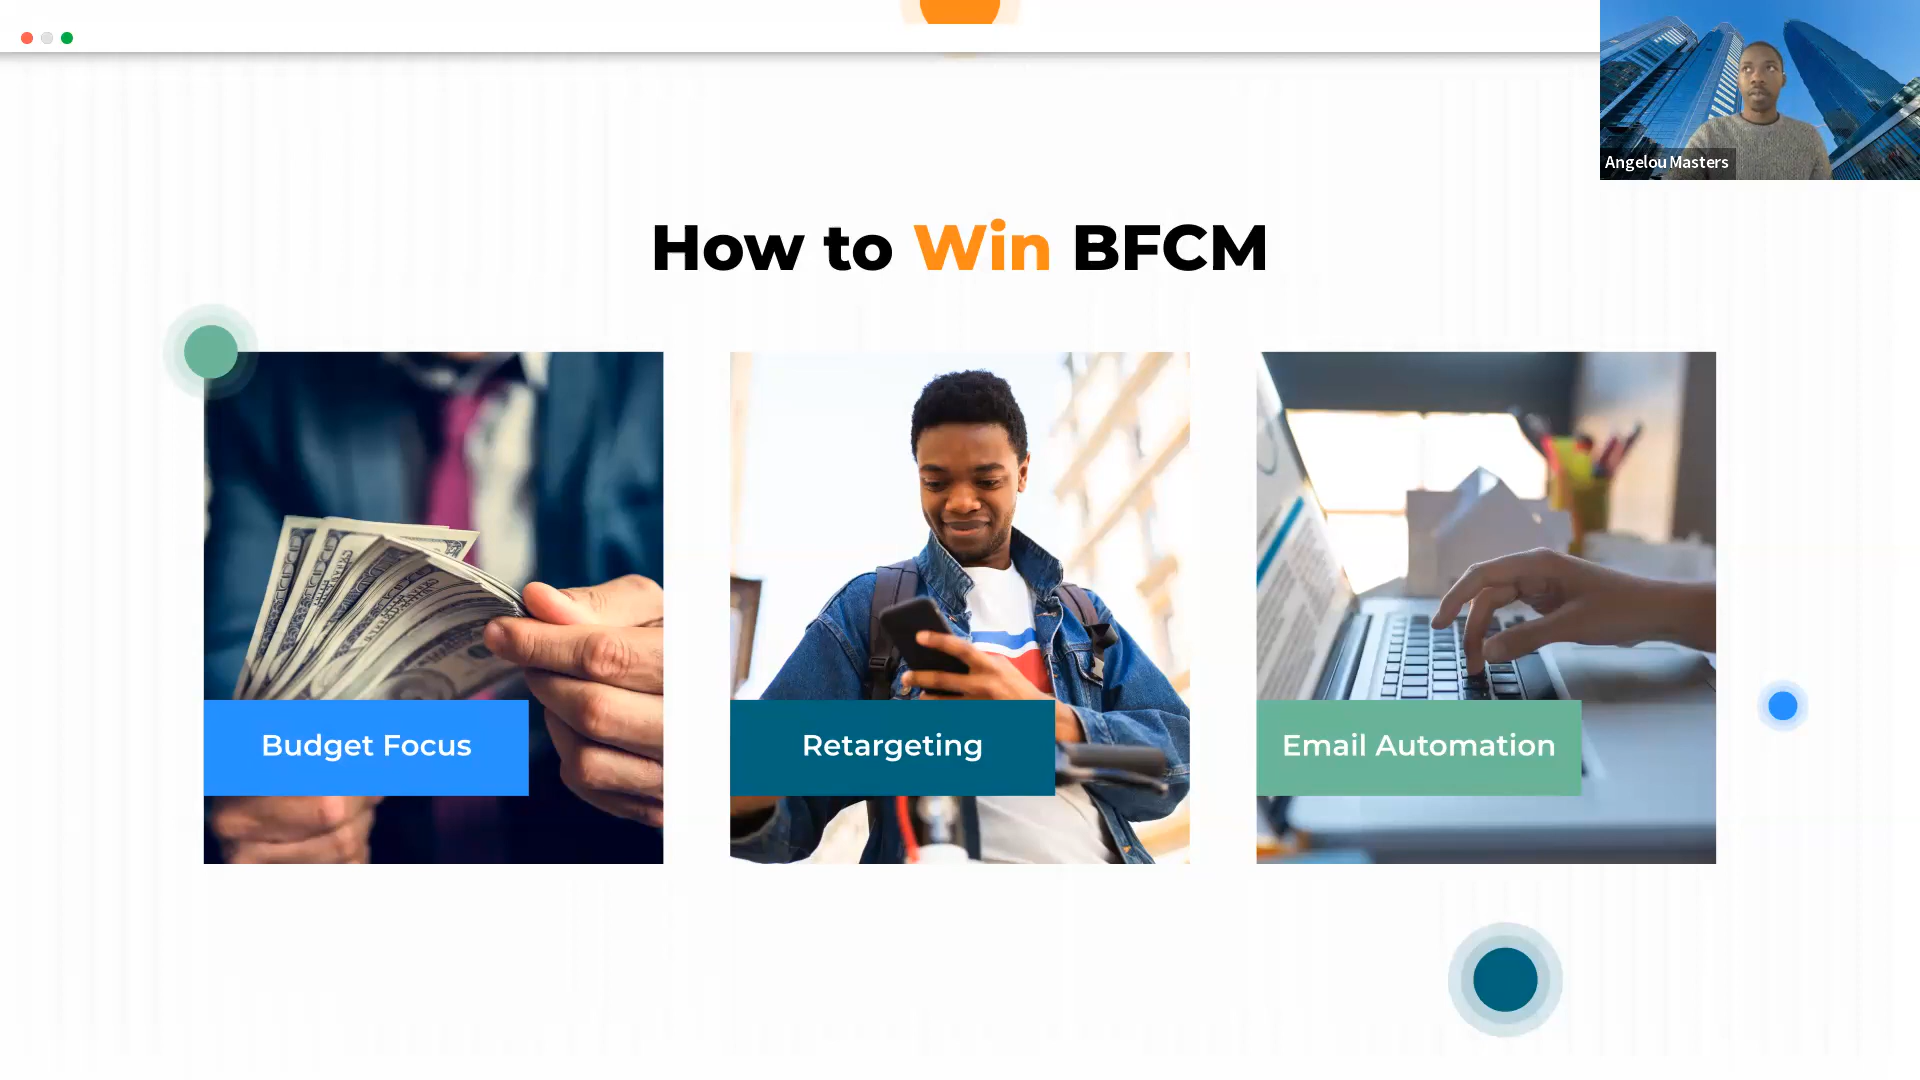 Angelou Masters
How to Win BFCM
Budget Focus
Retargeting
Email Automation